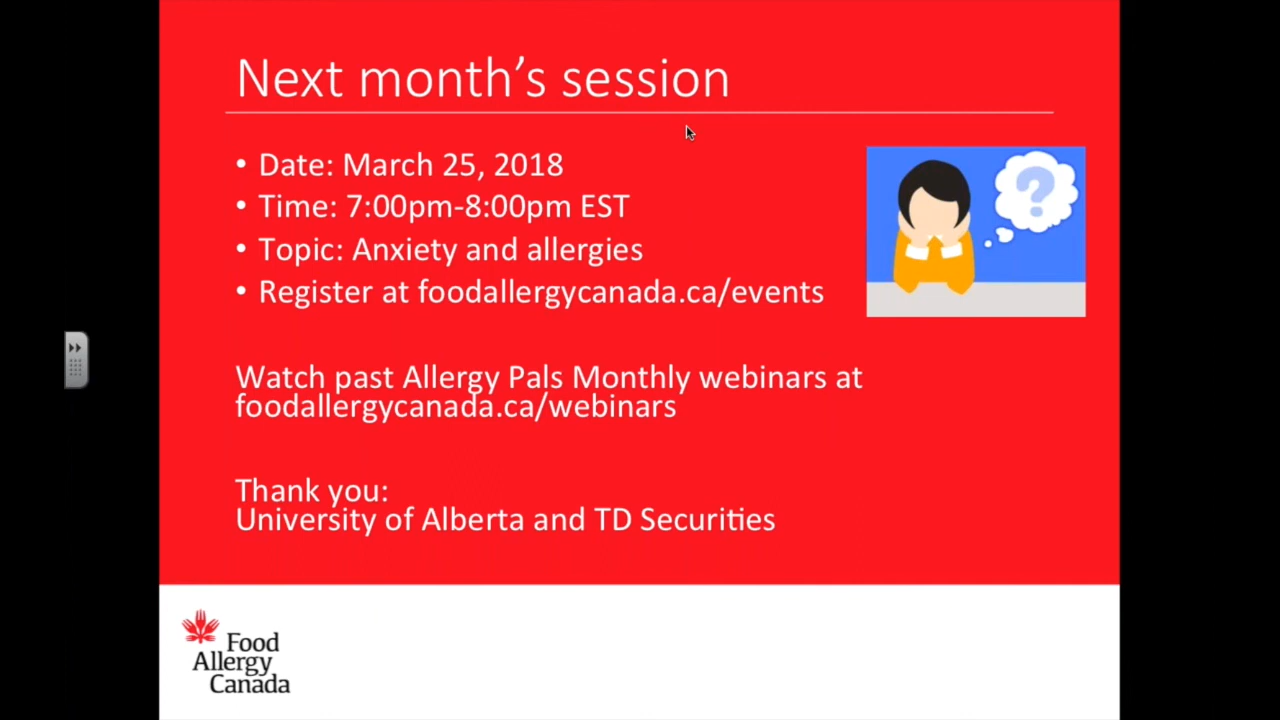 Next month’s session
• Date: March 25, 2018
• Time: 7:00pm-8:00pm EST
• Topic: Anxiety and allergies
• Register at foodallergycanada.ca/events
?
Watch past Allergy Pals Monthly webinars at
foodallergycanada.ca/webinars
Thank you:
University of Alberta and TD Securities
Food
Allergy
Canada